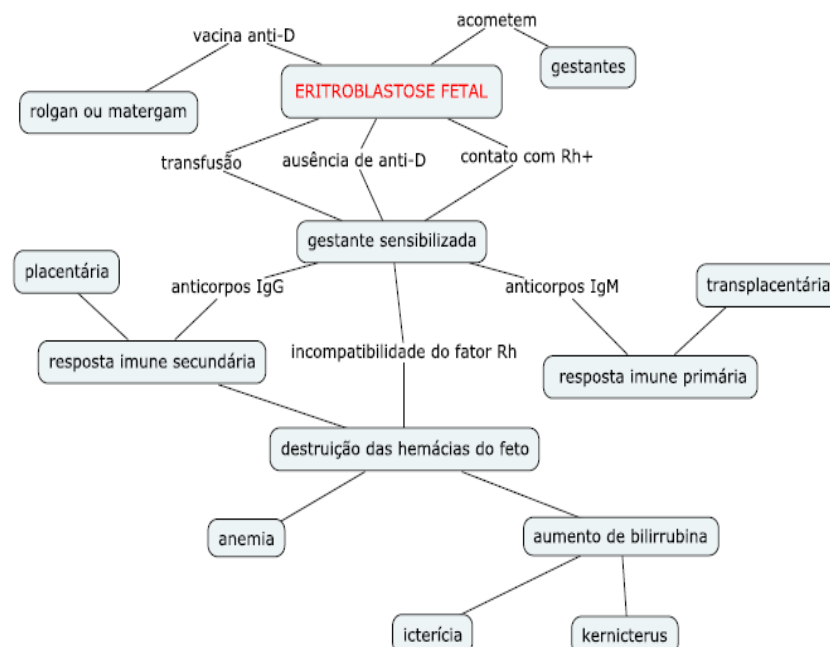 acometem
vacina anti-D
gestantes
ERITROBLASTOSE FETAL
rolgan ou matergam
transfusão
ausência de anti-D
contato com Rh+
gestante sensibilizada
placentária
anticorpos IgG
anticorpos IgM
transplacentária
resposta imune secundária
incompatibilidade do fator Rh
resposta imune primária
destruição das hemácias do feto
anemia
aumento de bilirrubina
icterícia
kernicterus